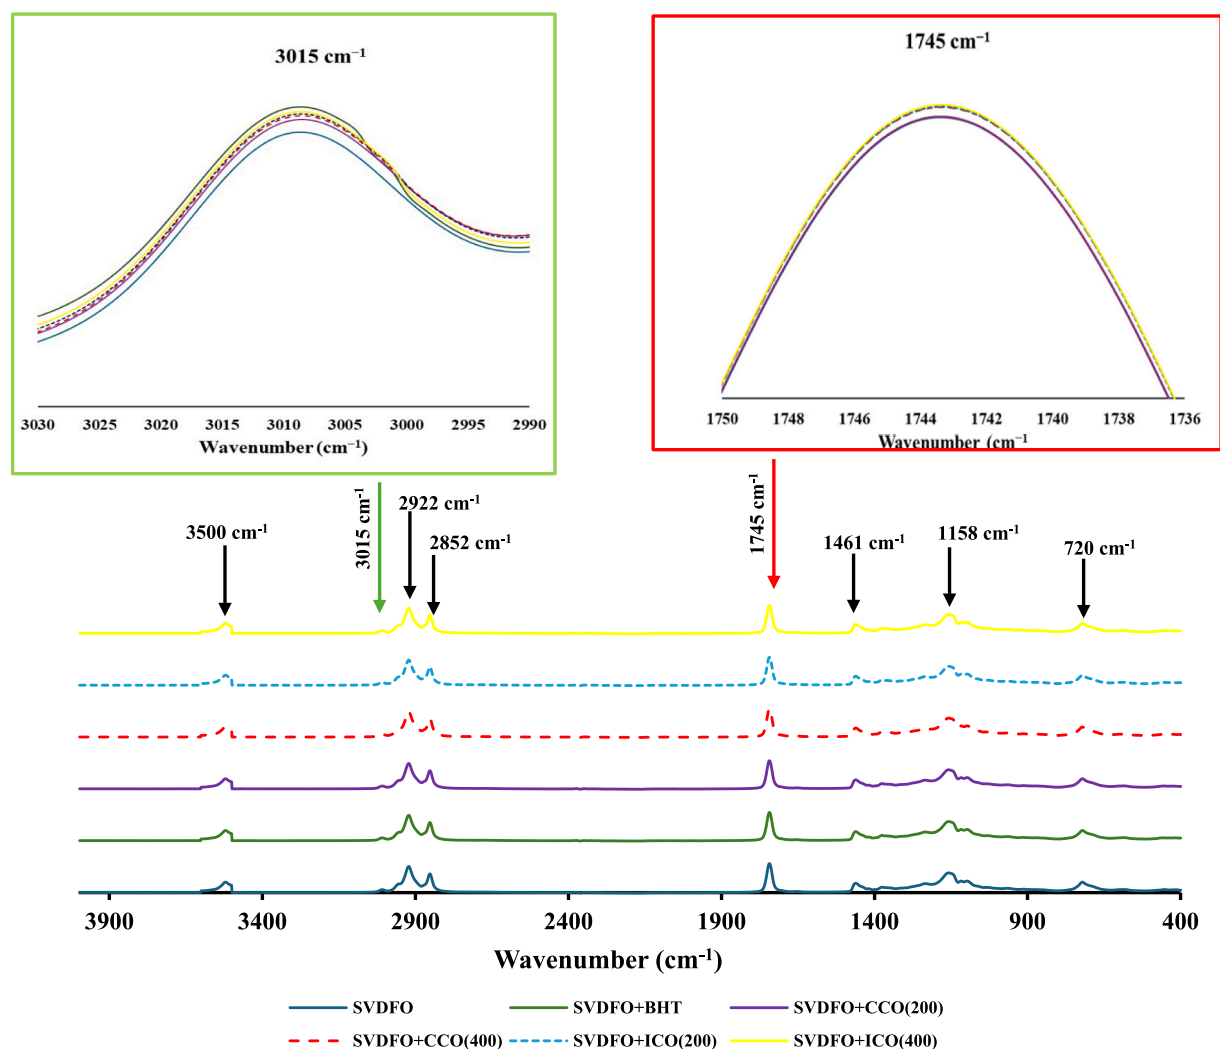 3015 cm⁻¹
3030 3025 3020 3015 3010 3005 3000 2995 2990
Wavenumber (cm⁻¹)
1745 cm⁻¹
1750 1748 1746 1744 1742 1740 1738 1736
Wavenumber (cm⁻¹
3500 cm⁻¹
3015 cm⁻¹
2922 cm⁻¹
2852 cm⁻¹
1745 cm⁻¹
1461 cm⁻¹
1158 cm⁻¹
720 cm⁻¹
3900 3400 2900 2400 1900 1400 900 400
Wavenumber (cm⁻¹)
SVDFO SVDFO+BHT SVDFO+CCO(200)
SVDFO+CCO(400) SVDFO+ICO(200) SVDFO+ICO(400)